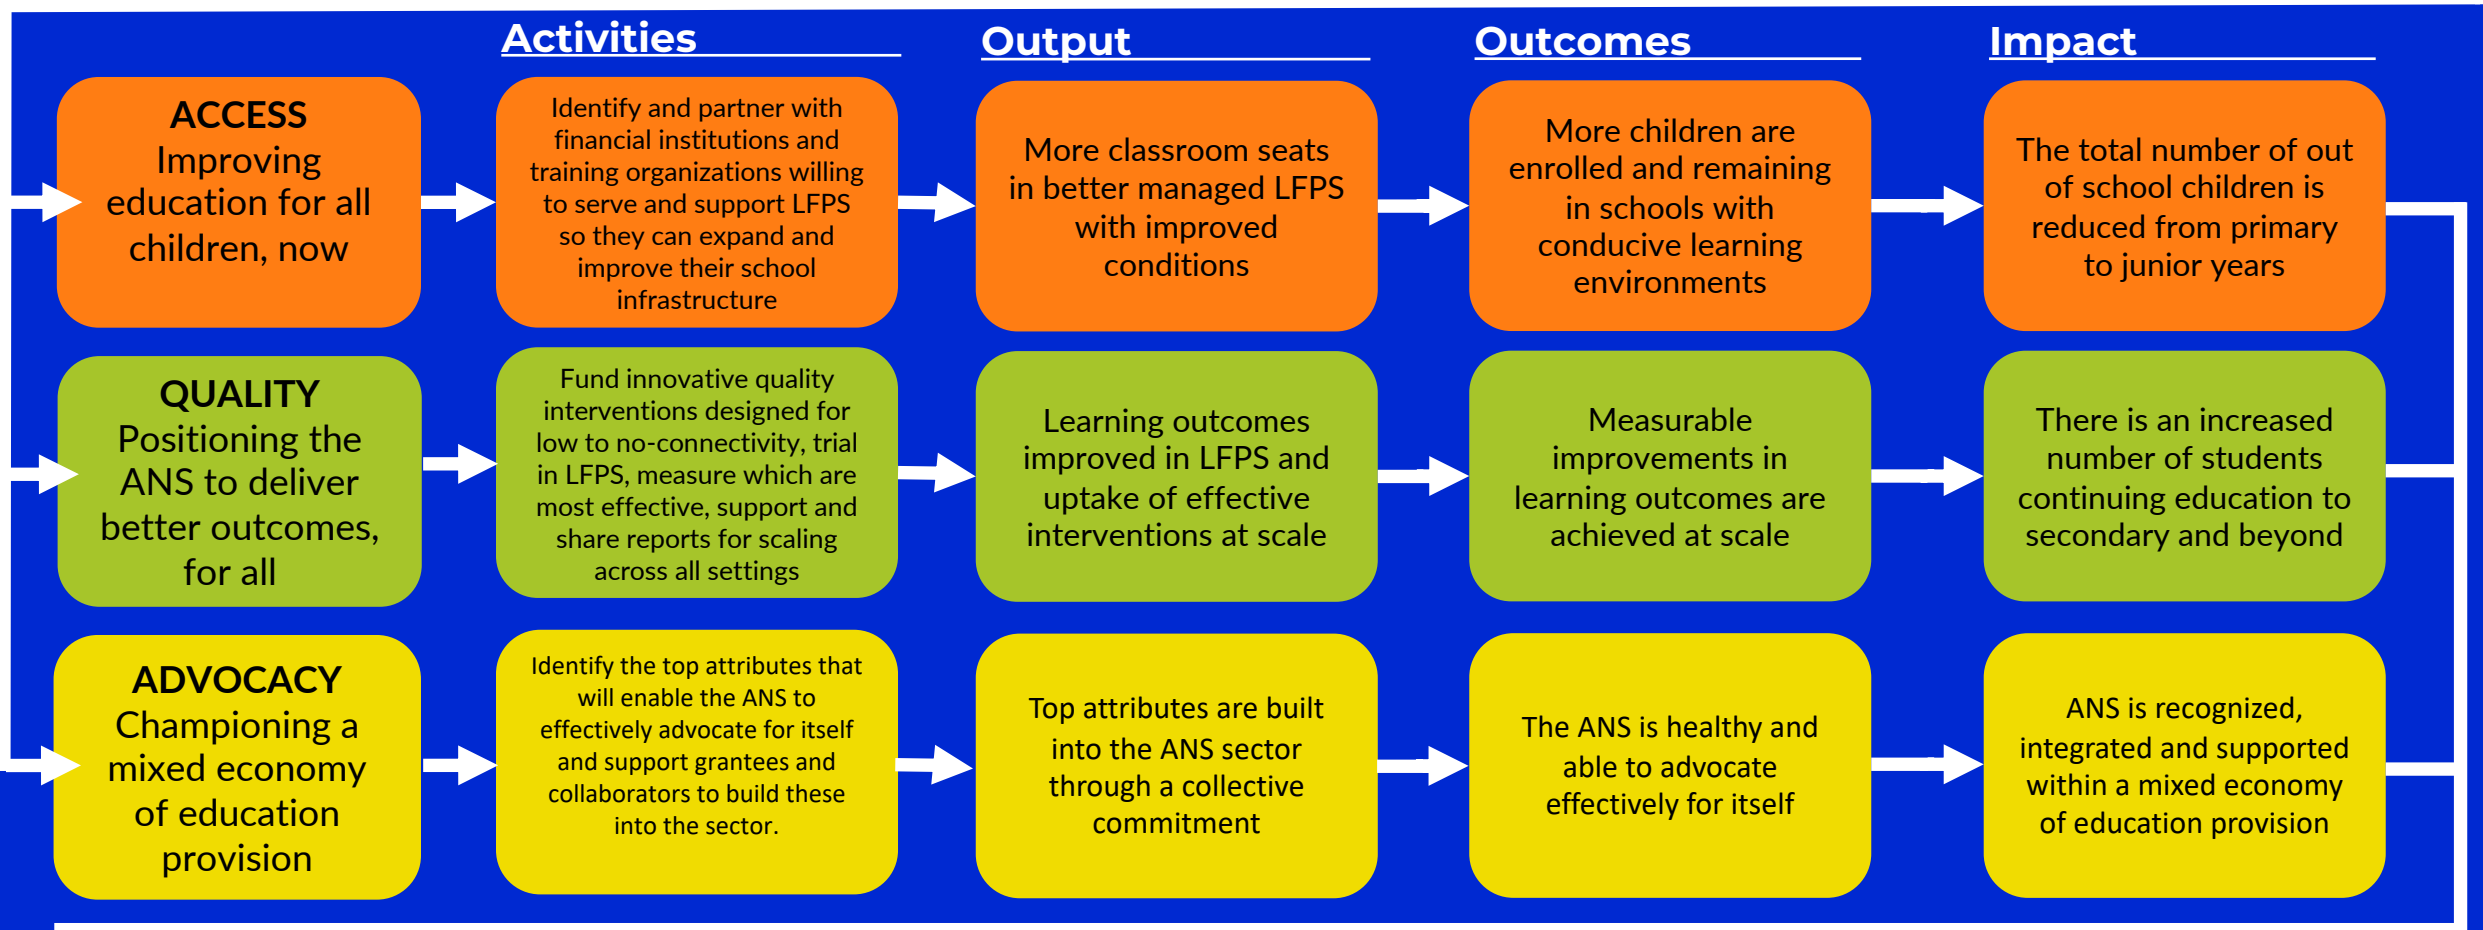 Activities
Output
Outcomes
Impact
ACCESS
Improving
education for all
children, now
Identify and partner with
financial institutions and
training organizations willing
to serve and support LFPS
so they can expand and
improve their school
infrastructure
More classroom seats
in better managed LFPS
with improved
conditions
More children are
enrolled and remaining
in schools with
conducive learning
environments
The total number of out
of school children is
reduced from primary
to junior years
QUALITY
Positioning the
ANS to deliver
better outcomes,
for all
Fund innovative quality
interventions designed for
low to no-connectivity, trial
in LFPS, measure which are
most effective, support and
share reports for scaling
across all settings
Learning outcomes
improved in LFPS and
uptake of effective
interventions at scale
Measurable
improvements in
learning outcomes are
achieved at scale
There is an increased
number of students
continuing education to
secondary and beyond
ADVOCACY
Championing a
mixed economy
of education
provision
Identify the top attributes that
will enable the ANS to
effectively advocate for itself
and support grantees and
collaborators to build these
into the sector.
Top attributes are built
into the ANS sector
through a collective
commitment
The ANS is healthy and
able to advocate
effectively for itself
ANS is recognized,
integrated and supported
within a mixed economy
of education provision